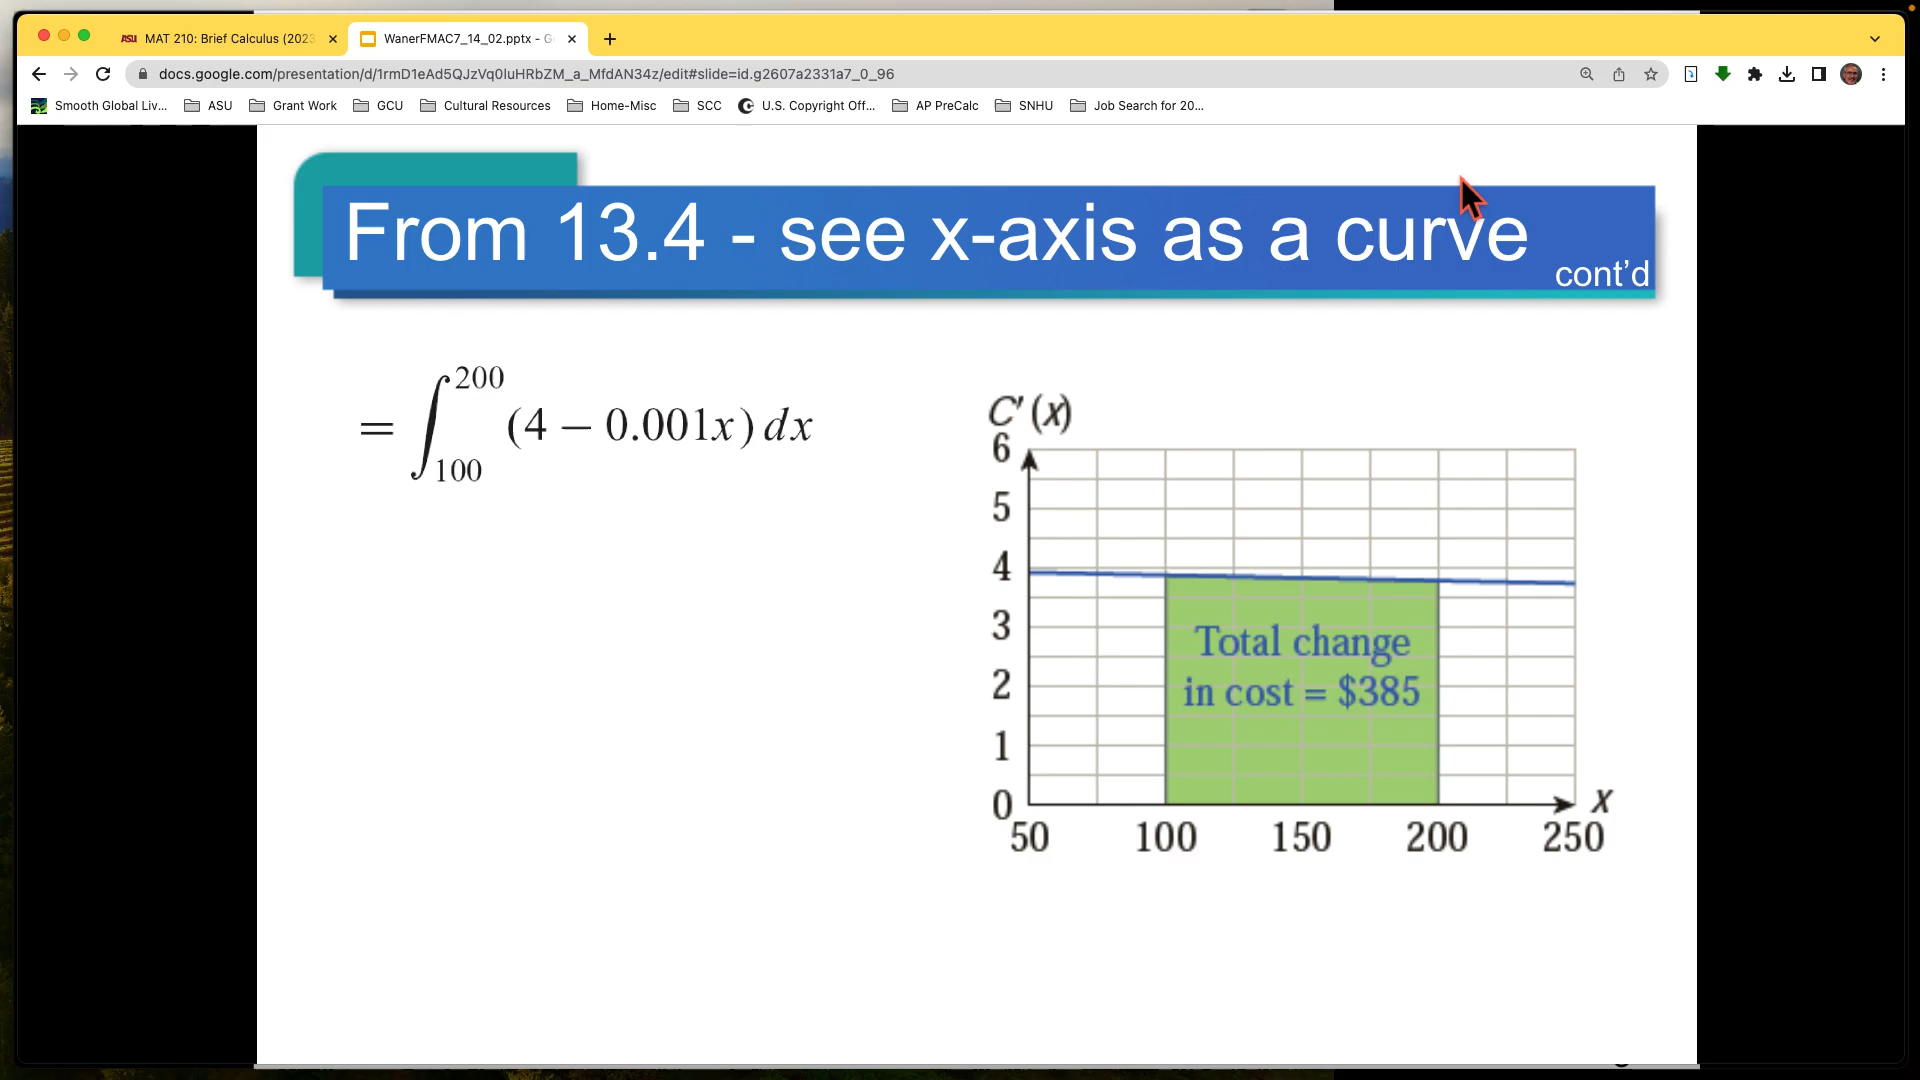 MAT 210: Brief Calculus (2023
WanerFMAC7_14_02.pptx - G
docs.google.com/presentation/d/1rmD1eAd5QJzVq0IuHRbZM_a_MfdAN34z/edit#slide=id.g2607a2331a7_0_96
Smooth Global Liv... ASU Grant Work GCU Cultural Resources Home-Misc SCC U.S. Copyright Off... AP PreCalc SNHU Job Search for 20...
From 13.4 - see x-axis as a curve
cont’d
= ∫₁₀₀²⁰⁰ (4 − 0.001x) dx
C′(x)
6
5
4
3
2
1
0
Total change
in cost = $385
x
50 100 150 200 250